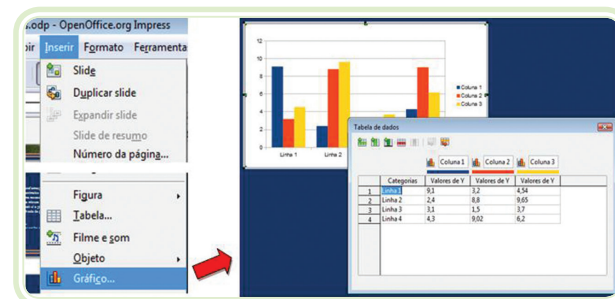 .odp - OpenOffice.org Impress
ir Inserir Formato Ferramenta
Slide
Duplicar slide
Expandir slide
Slide de resumo
Número da página...
Figura
Tabela...
Filme e som
Objeto
Gráfico...
12
10
8
6
4
2
0
Linha 1 Linha 2
Coluna 1
Coluna 2
Coluna 3
Tabela de dados
Coluna 1 Coluna 2 Coluna 3
Categorias Valores de Y Valores de Y Valores de Y
1 Linha 1 9,1 3,2 4,54
2 Linha 2 2,4 8,8 9,65
3 Linha 3 3,1 1,5 3,7
4 Linha 4 4,3 9,02 6,2